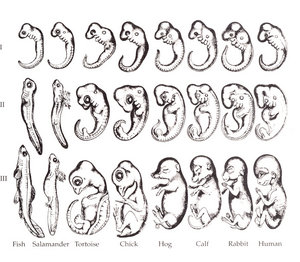 I
II
III
Fish Salamander Tortoise Chick Hog Calf Rabbit Human